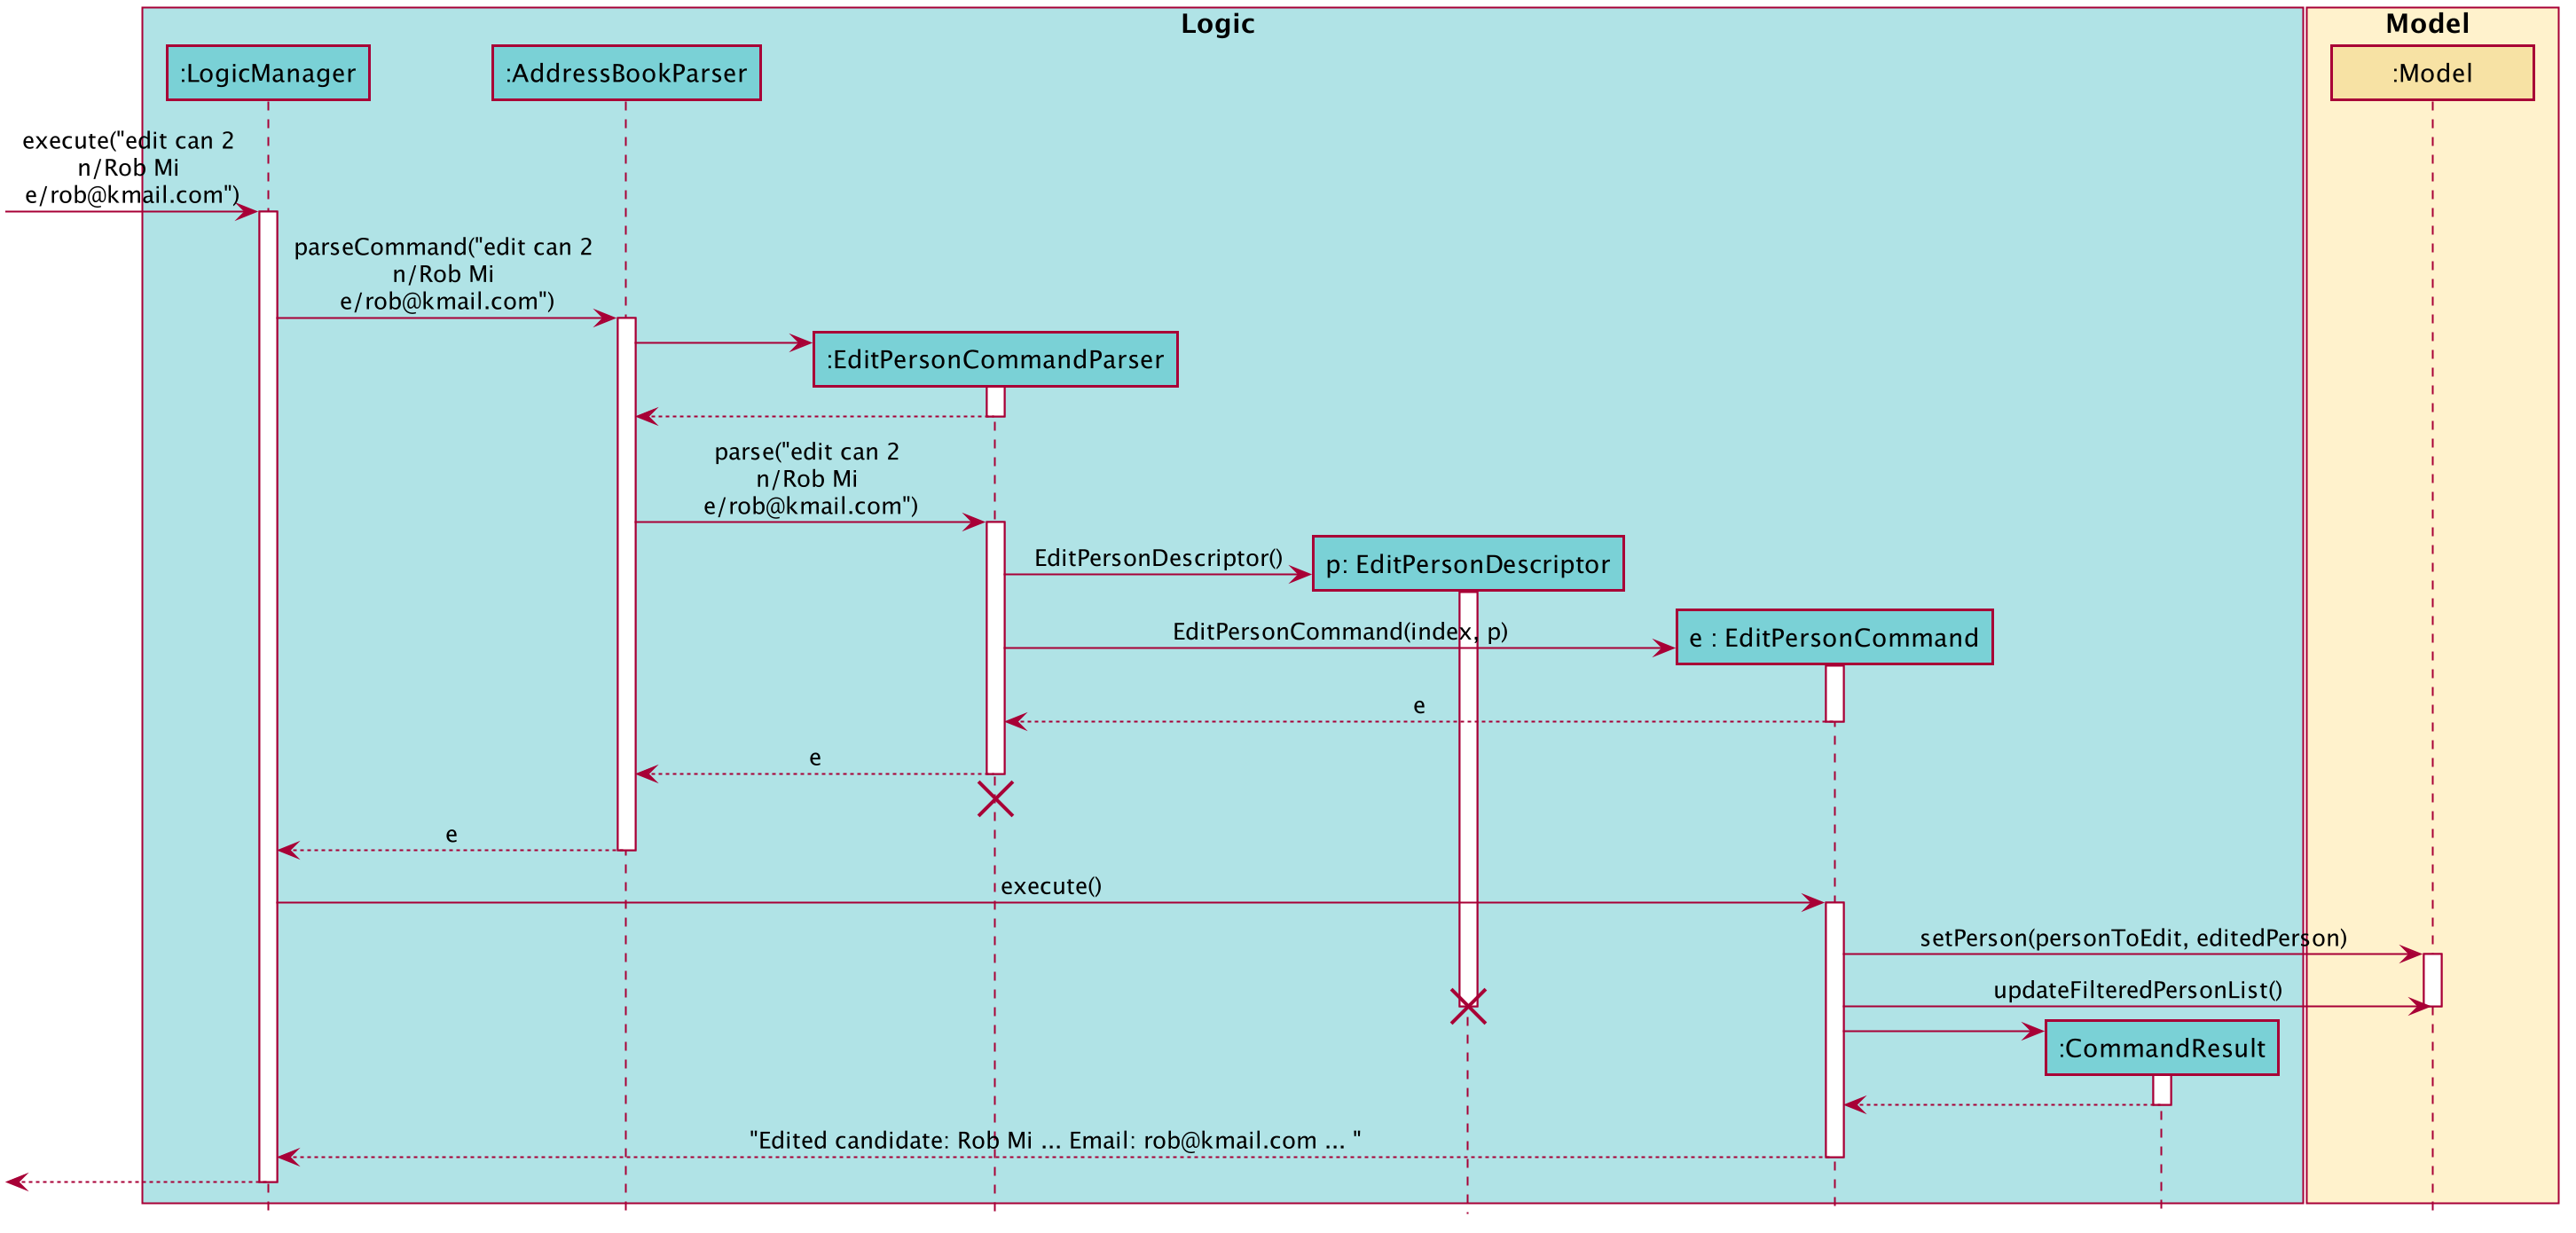 Logic
Model
:LogicManager
:AddressBookParser
:Model
execute("edit can 2
n/Rob Mi
e/rob@kmail.com")
parseCommand("edit can 2
n/Rob Mi
e/rob@kmail.com")
:EditPersonCommandParser
parse("edit can 2
n/Rob Mi
e/rob@kmail.com")
EditPersonDescriptor()
p: EditPersonDescriptor
EditPersonCommand(index, p)
e : EditPersonCommand
e
e
e
execute()
setPerson(personToEdit, editedPerson)
updateFilteredPersonList()
:CommandResult
"Edited candidate: Rob Mi ... Email: rob@kmail.com ... "